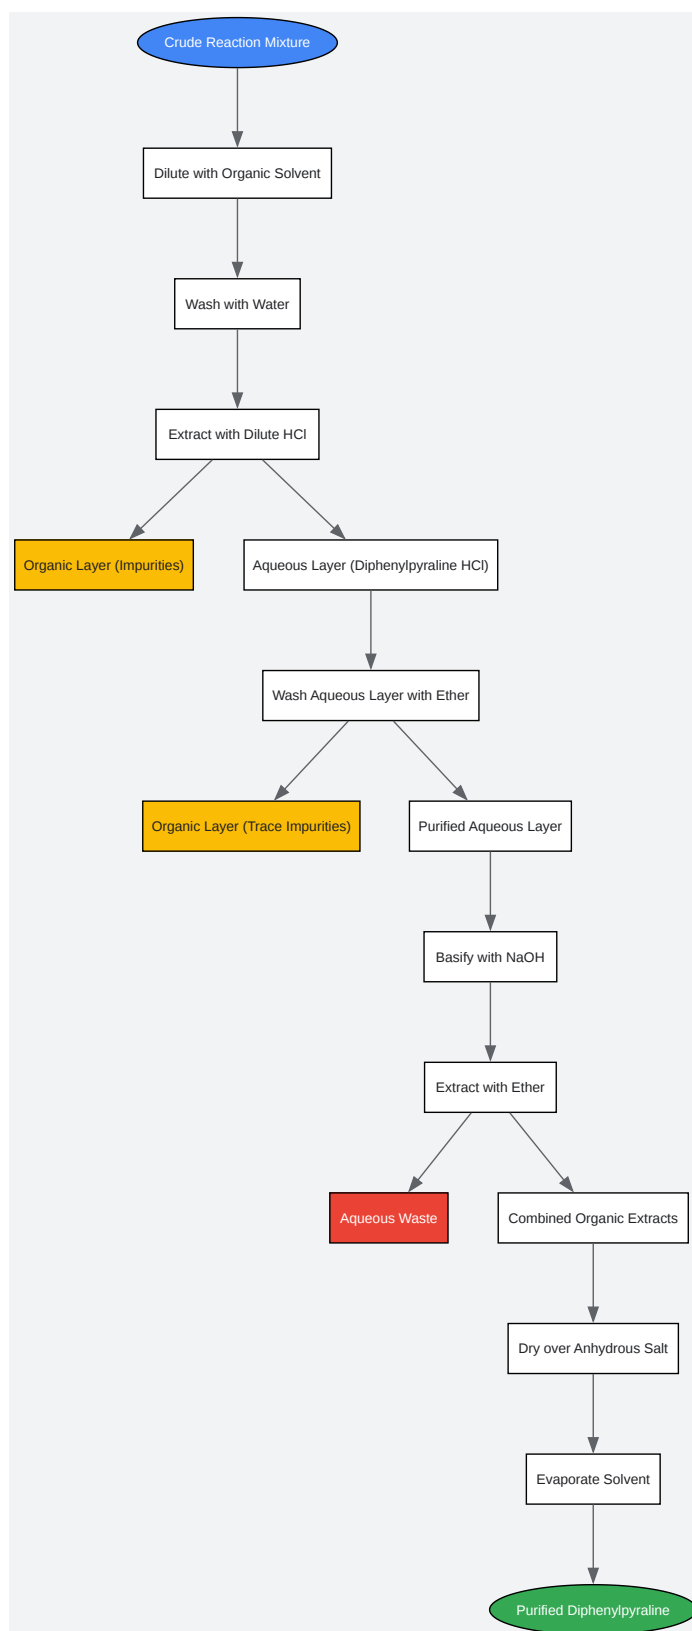 Crude Reaction Mixture
Dilute with Organic Solvent
Wash with Water
Extract with Dilute HCl
Organic Layer (Impurities)
Aqueous Layer (Diphenylpyraline HCl)
Wash Aqueous Layer with Ether
Organic Layer (Trace Impurities)
Purified Aqueous Layer
Basify with NaOH
Extract with Ether
Aqueous Waste
Combined Organic Extracts
Dry over Anhydrous Salt
Evaporate Solvent
Purified Diphenylpyraline